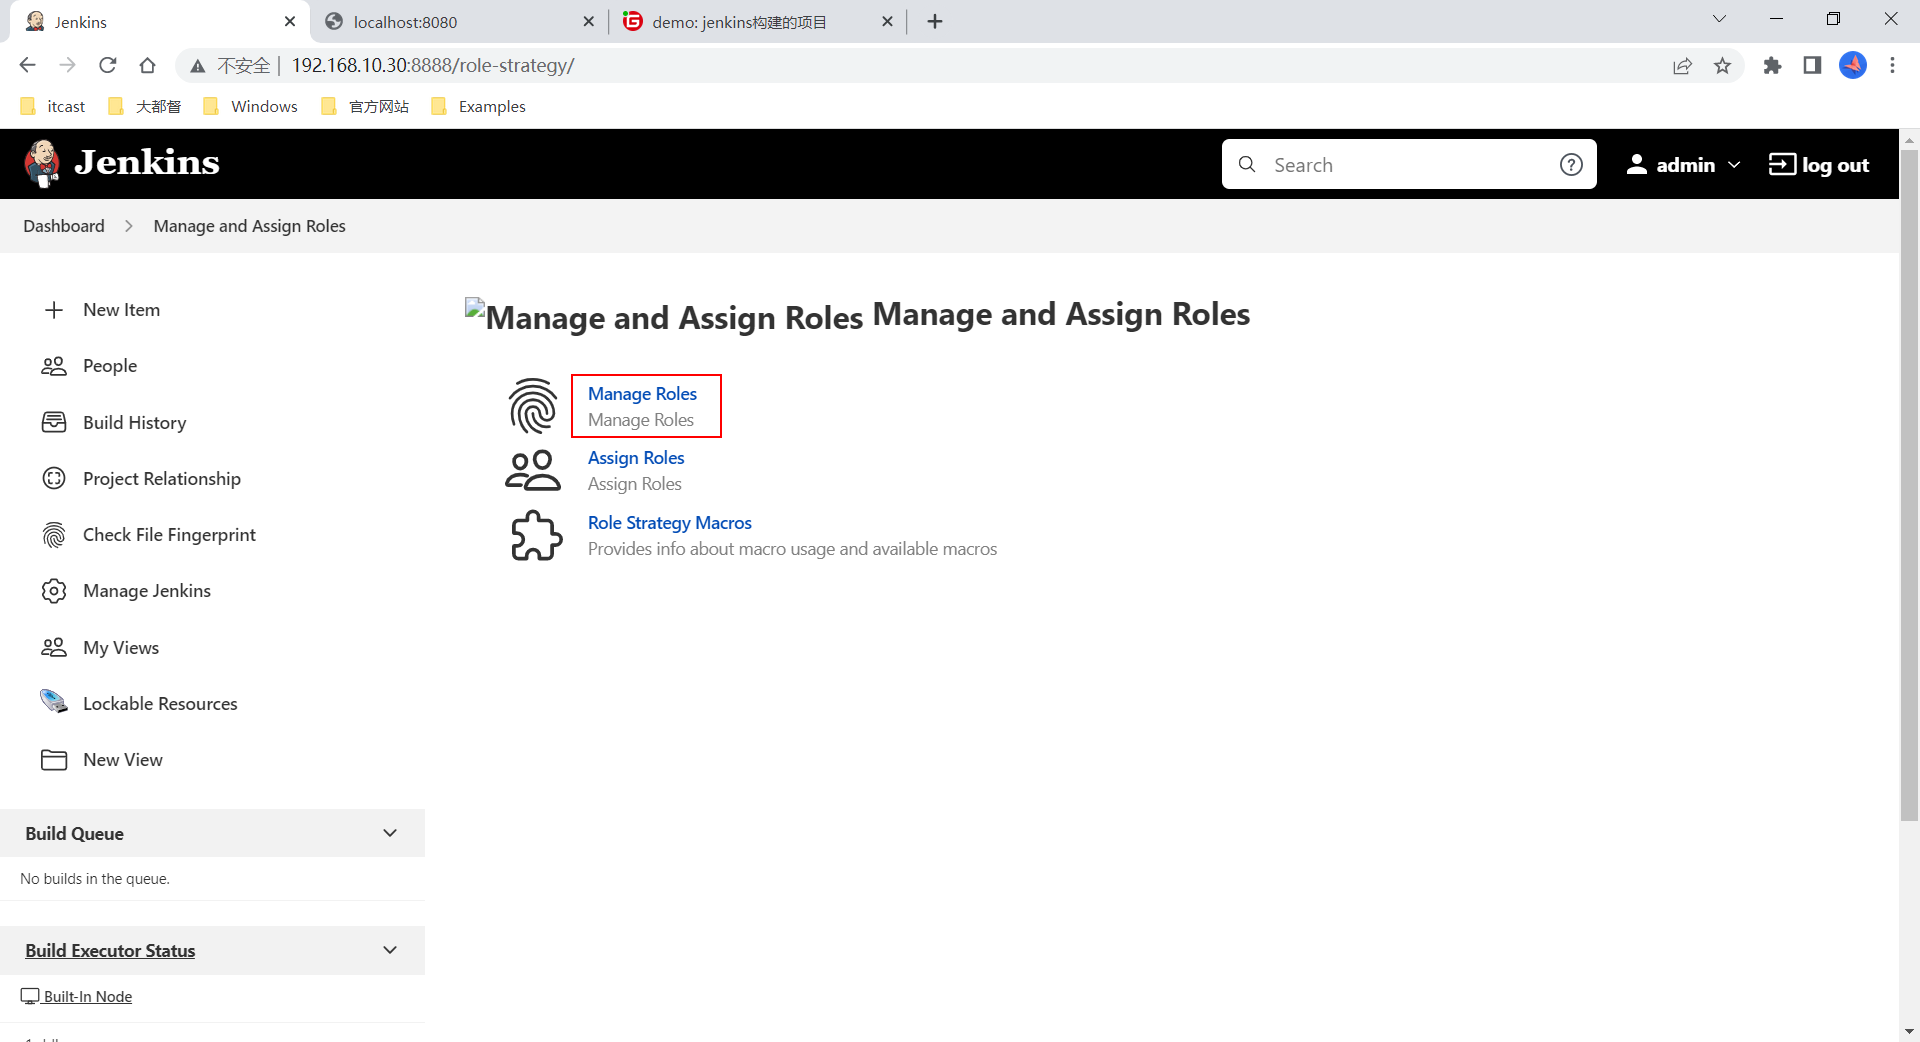 Jenkins
localhost:8080
demo: jenkins构建的项目
不安全
192.168.10.30:8888/role-strategy/
itcast
大都督
Windows
官方网站
Examples
Jenkins
Search
admin
log out
Dashboard
Manage and Assign Roles
New Item
People
Build History
Project Relationship
Check File Fingerprint
Manage Jenkins
My Views
Lockable Resources
New View
Build Queue
No builds in the queue.
Build Executor Status
Built-In Node
Manage and Assign Roles Manage and Assign Roles
Manage Roles
Manage Roles
Assign Roles
Assign Roles
Role Strategy Macros
Provides info about macro usage and available macros